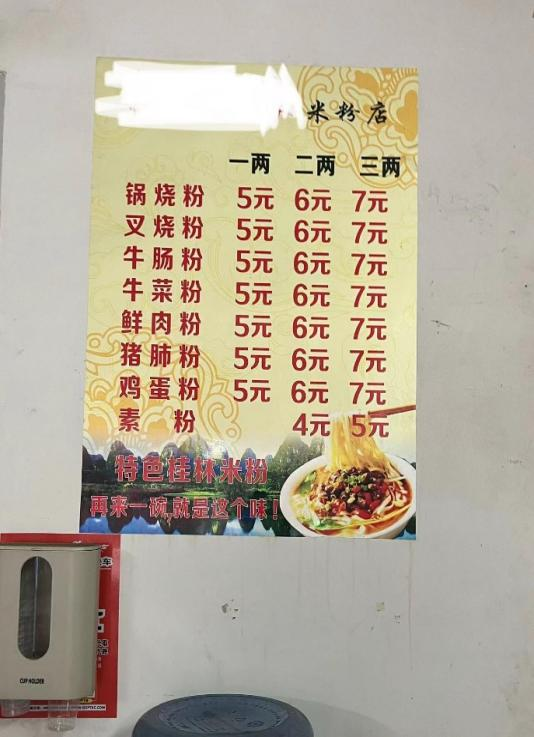 米粉店
一两 二两 三两
锅烧粉 5元 6元 7元
叉烧粉 5元 6元 7元
牛肠粉 5元 6元 7元
牛菜粉 5元 6元 7元
鲜肉粉 5元 6元 7元
猪肺粉 5元 6元 7元
鸡蛋粉 5元 6元 7元
素粉 4元 5元
特色桂林米粉
再来一碗,就是这个味!
CUP HOLDER